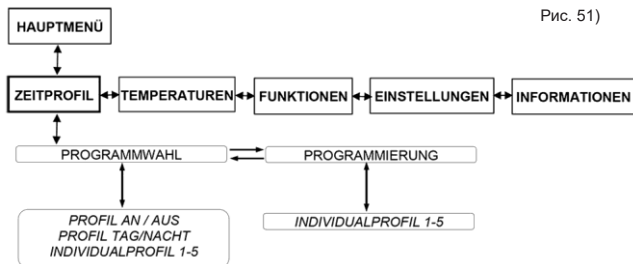 Рис. 51)
HAUPTMENÜ
ZEITPROFIL
TEMPERATUREN
FUNKTIONEN
EINSTELLUNGEN
INFORMATIONEN
PROGRAMMWAHL
PROGRAMMIERUNG
PROFIL AN / AUS
PROFIL TAG/NACHT
INDIVIDUALPROFIL 1-5
INDIVIDUALPROFIL 1-5